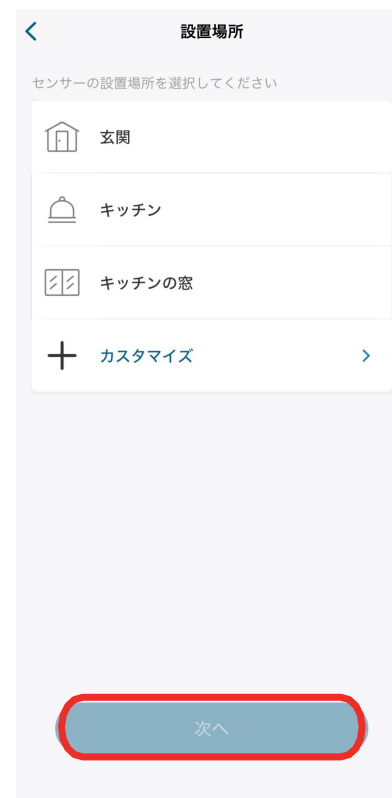 設置場所
センサーの設置場所を選択してください
玄関
キッチン
キッチンの窓
カスタマイズ
次へ